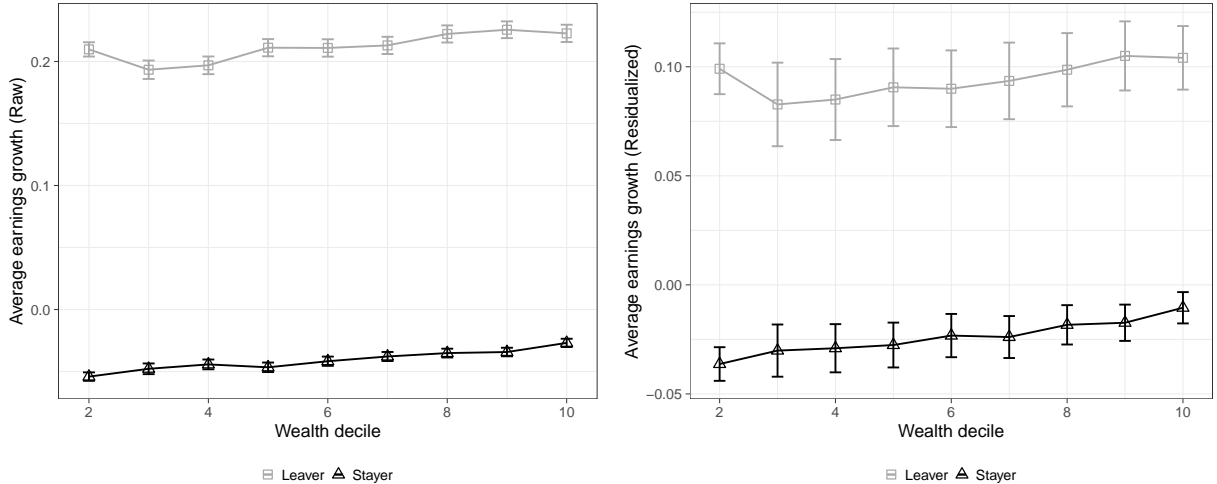 Average earnings growth (Raw)
0.2
0.1
0.0
2 4 6 8 10
Wealth decile
Leaver Stayer
Average earnings growth (Residualized)
0.10
0.05
0.00
−0.05
2 4 6 8 10
Wealth decile
Leaver Stayer